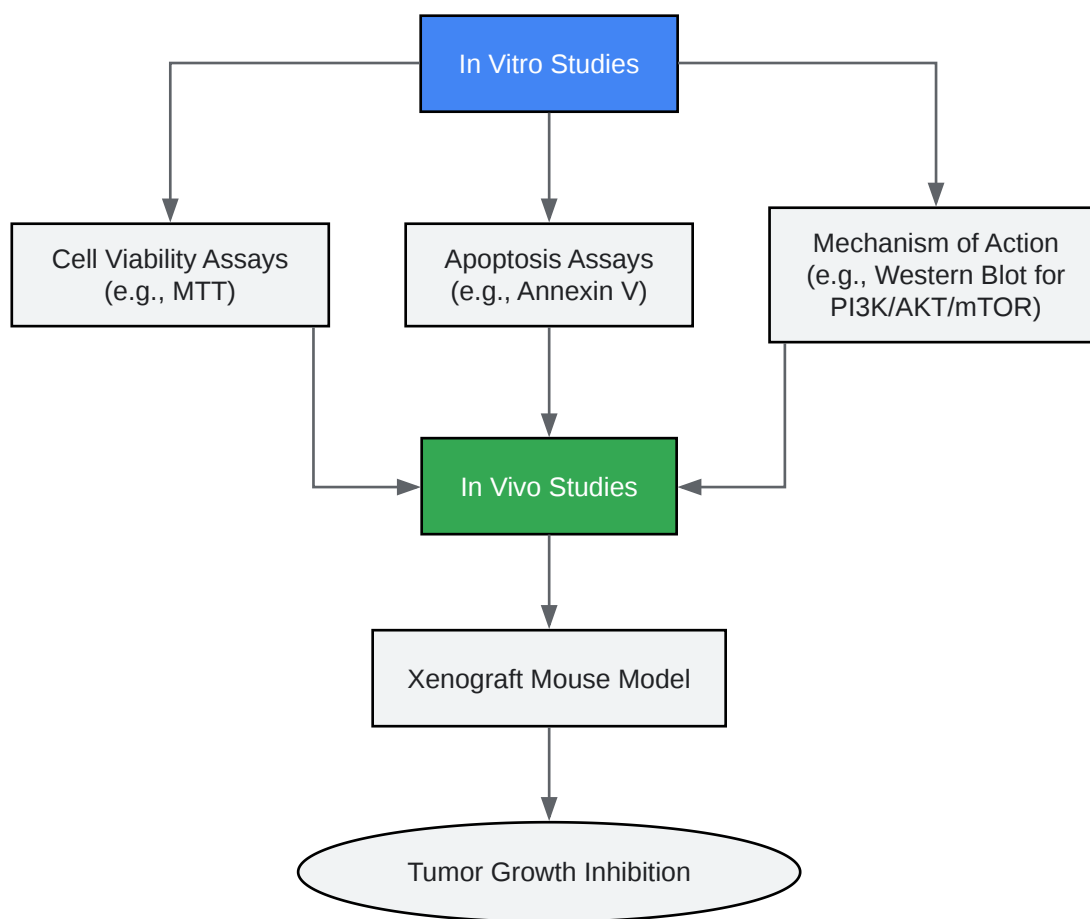 In Vitro Studies
Cell Viability Assays
(e.g., MTT)
Apoptosis Assays
(e.g., Annexin V)
Mechanism of Action
(e.g., Western Blot for
PI3K/AKT/mTOR)
In Vivo Studies
Xenograft Mouse Model
Tumor Growth Inhibition